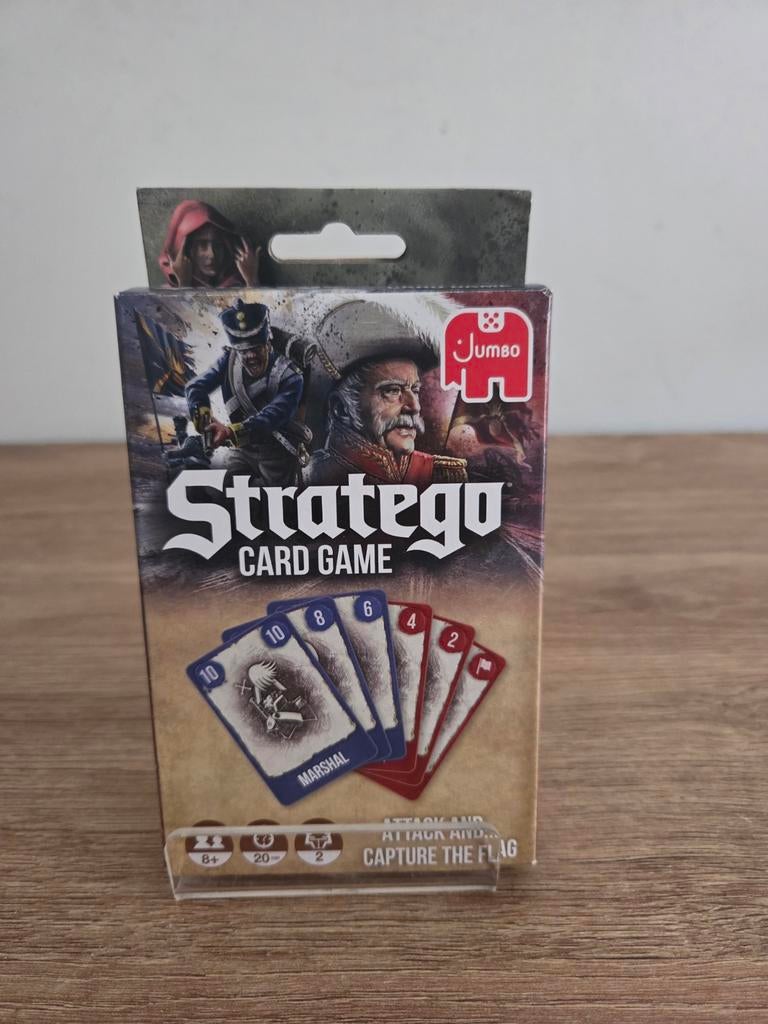 Jumbo
Stratego
CARD GAME
10
10
8
6
4
2
MARSHAL
ATTACK AND...
CAPTURE THE FLAG
8+
20
2